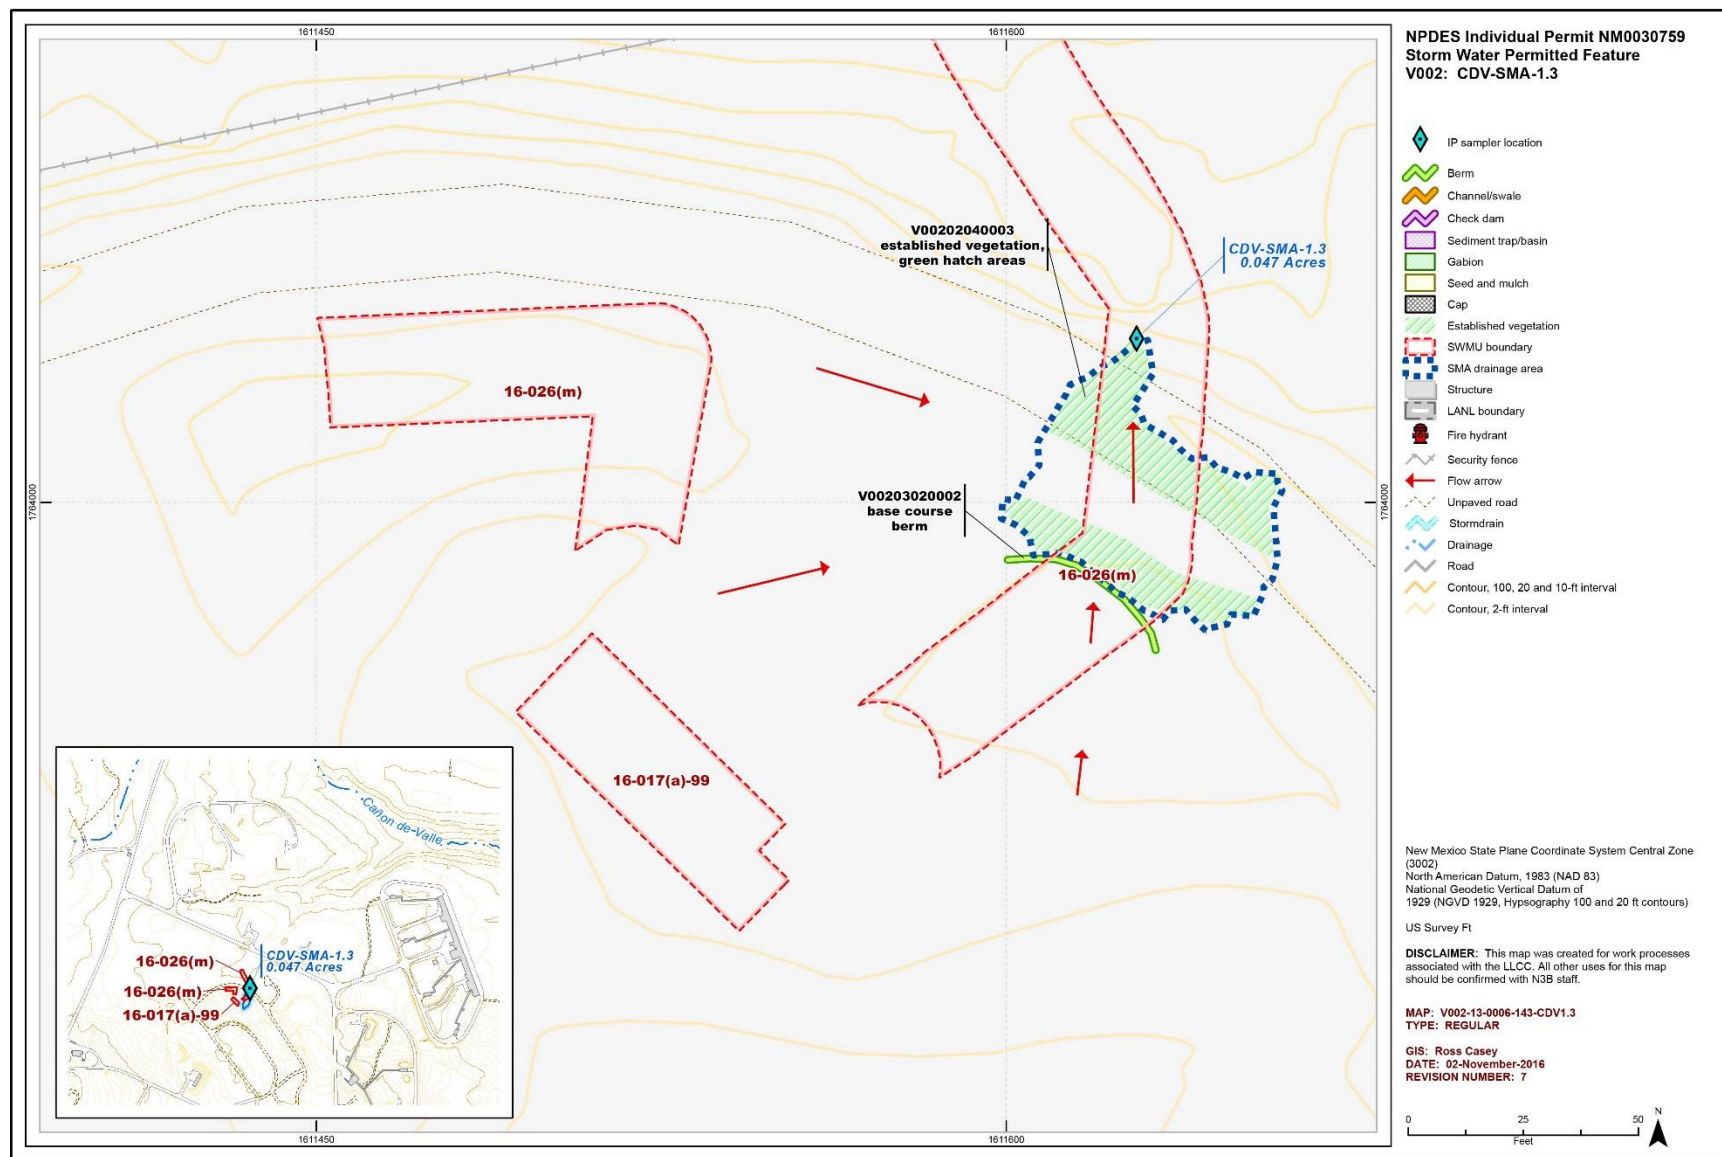 1611450
1611600
NPDES Individual Permit NM0030759
Storm Water Permitted Feature
V002: CDV-SMA-1.3
IP sampler location
Berm
Channel/swale
Check dam
Sediment trap/basin
Gabion
Seed and mulch
Cap
Established vegetation
SWMU boundary
SMA drainage area
Structure
LANL boundary
Fire hydrant
Security fence
Flow arrow
Unpaved road
Stormdrain
Drainage
Road
Contour, 100, 20 and 10-ft interval
Contour, 2-ft interval
V00202040003
established vegetation,
green hatch areas
CDV-SMA-1.3
0.047 Acres
16-026(m)
1764000
V00203020002
base course
berm
1764000
16-026(m)
16-017(a)-99
Cañon de Valle
CDV-SMA-1.3
0.047 Acres
16-026(m)
16-026(m)
16-017(a)-99
New Mexico State Plane Coordinate System Central Zone
(3002)
North American Datum, 1983 (NAD 83)
National Geodetic Vertical Datum of
1929 (NGVD 1929, Hypsography 100 and 20 ft contours)
US Survey Ft
DISCLAIMER: This map was created for work processes
associated with the LLCC. All other uses for this map
should be confirmed with N3B staff.
MAP: V002-13-0006-143-CDV1.3
TYPE: REGULAR
GIS: Ross Casey
DATE: 02-November-2016
REVISION NUMBER: 7
0 25 50
Feet
N
1611450
1611600